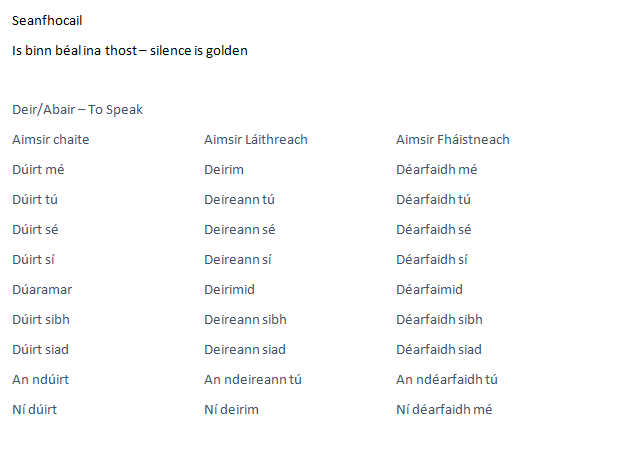 Seanfhocail
Is binn béal ina thost – silence is golden
Deir/Abair – To Speak
Aimsir chaite Aimsir Láithreach Aimsir Fháistneach
Dúirt mé Deirim Déarfaidh mé
Dúirt tú Deireann tú Déarfaidh tú
Dúirt sé Deireann sé Déarfaidh sé
Dúirt sí Deireann sí Déarfaidh sí
Dúaramar Deirimid Déarfaimid
Dúirt sibh Deireann sibh Déarfaidh sibh
Dúirt siad Deireann siad Déarfaidh siad
An ndúirt An ndeireann tú An ndéarfaidh tú
Ní dúirt Ní deirim Ní déarfaidh mé